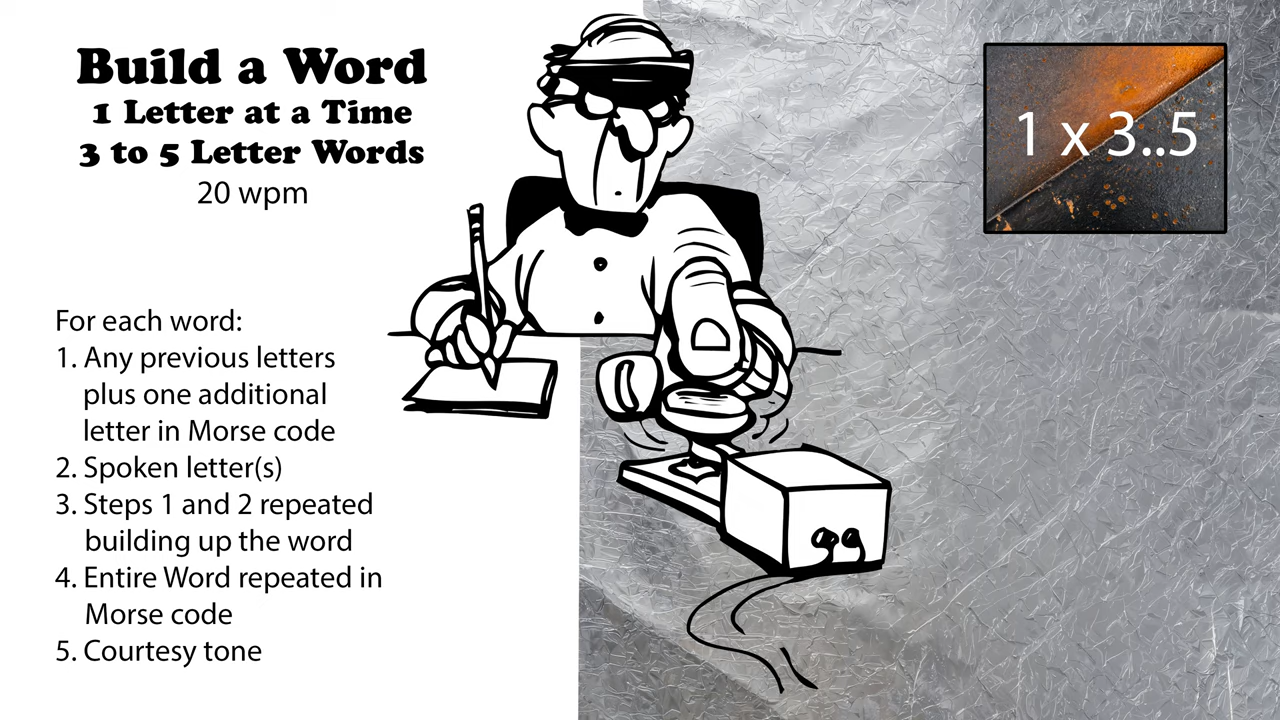 Build a Word
1 Letter at a Time
3 to 5 Letter Words
20 wpm
1 x 3..5
For each word:
1. Any previous letters
plus one additional
letter in Morse code
2. Spoken letter(s)
3. Steps 1 and 2 repeated
building up the word
4. Entire Word repeated in
Morse code
5. Courtesy tone